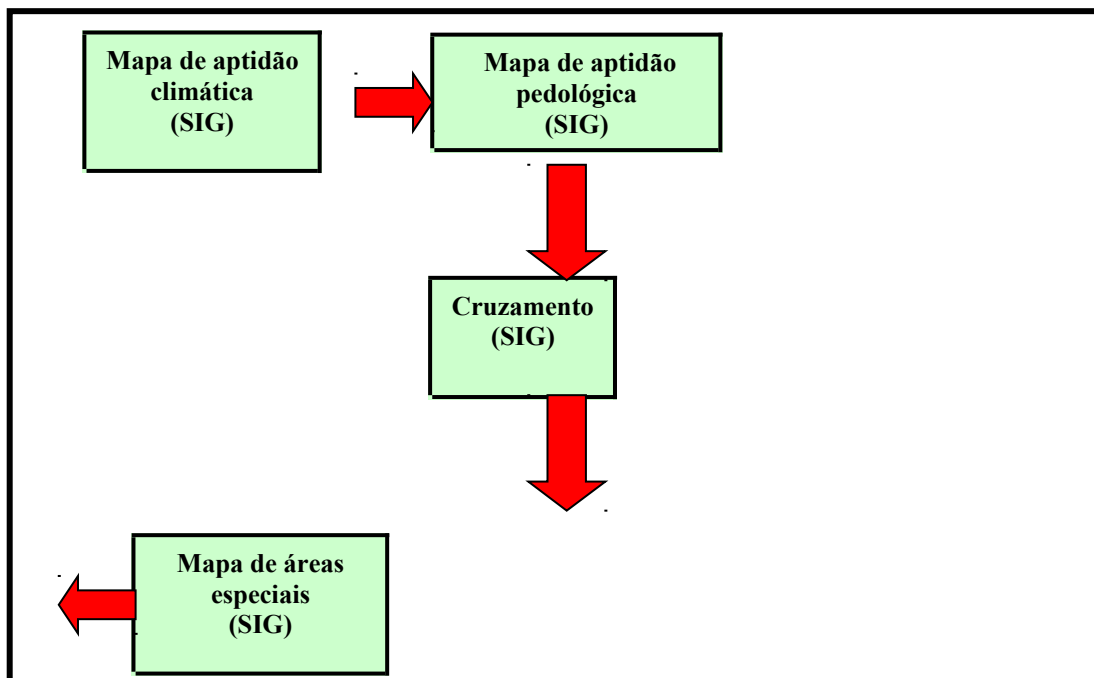 Mapa de aptidão
climática
(SIG)
Mapa de aptidão
pedológica
(SIG)
Cruzamento
(SIG)
Mapa de áreas
especiais
(SIG)